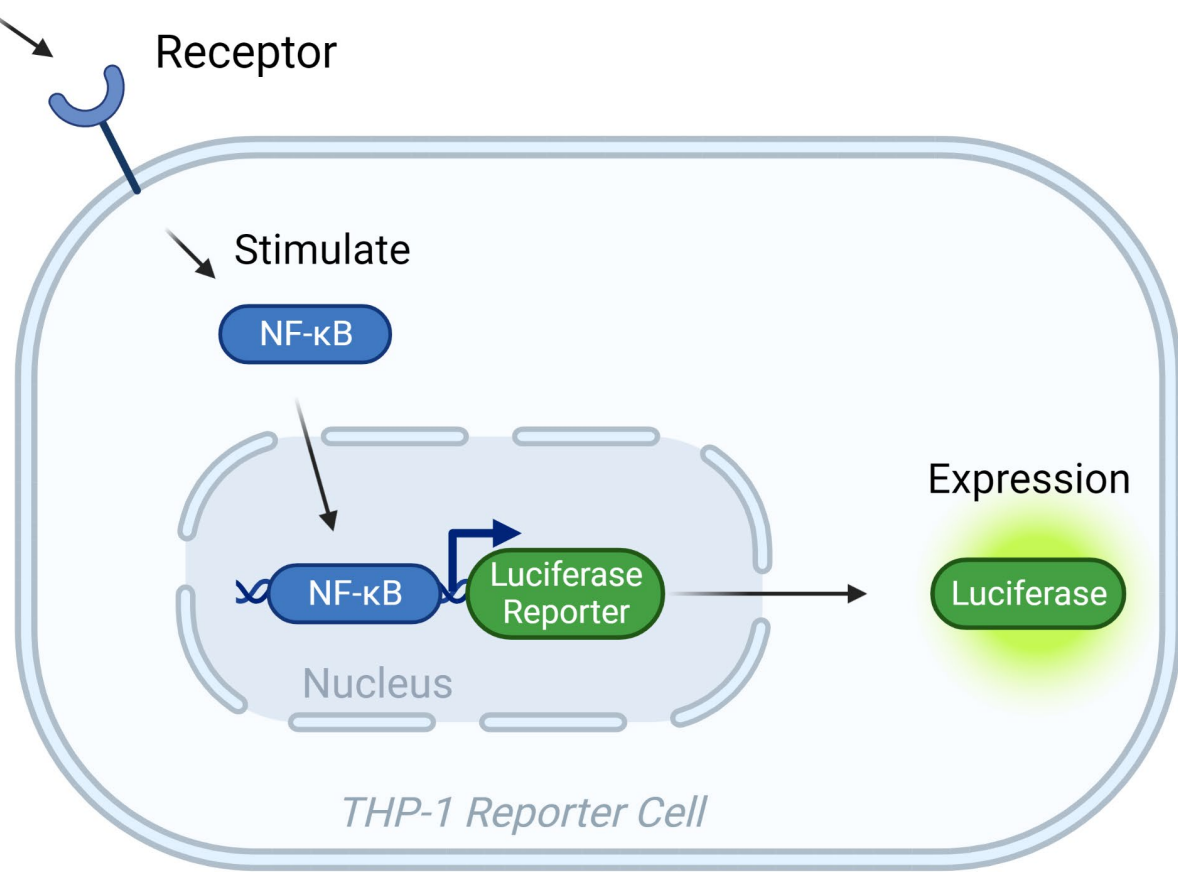 Receptor
Stimulate
NF-κB
Expression
NF-κB
Luciferase
Reporter
Luciferase
Nucleus
THP-1 Reporter Cell